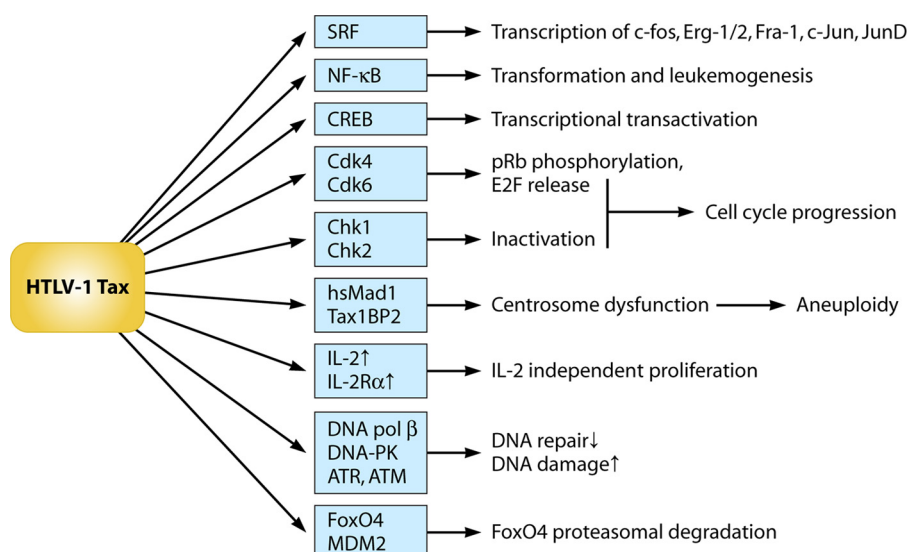 SRF
Transcription of c-fos, Erg-1/2, Fra-1, c-Jun, JunD
NF-κB
Transformation and leukemogenesis
CREB
Transcriptional transactivation
Cdk4
Cdk6
pRb phosphorylation,
E2F release
Cell cycle progression
Chk1
Chk2
Inactivation
HTLV-1 Tax
hsMad1
Tax1BP2
Centrosome dysfunction
Aneuploidy
IL-2↑
IL-2Rα↑
IL-2 independent proliferation
DNA pol β
DNA-PK
ATR, ATM
DNA repair↓
DNA damage↑
FoxO4
MDM2
FoxO4 proteasomal degradation